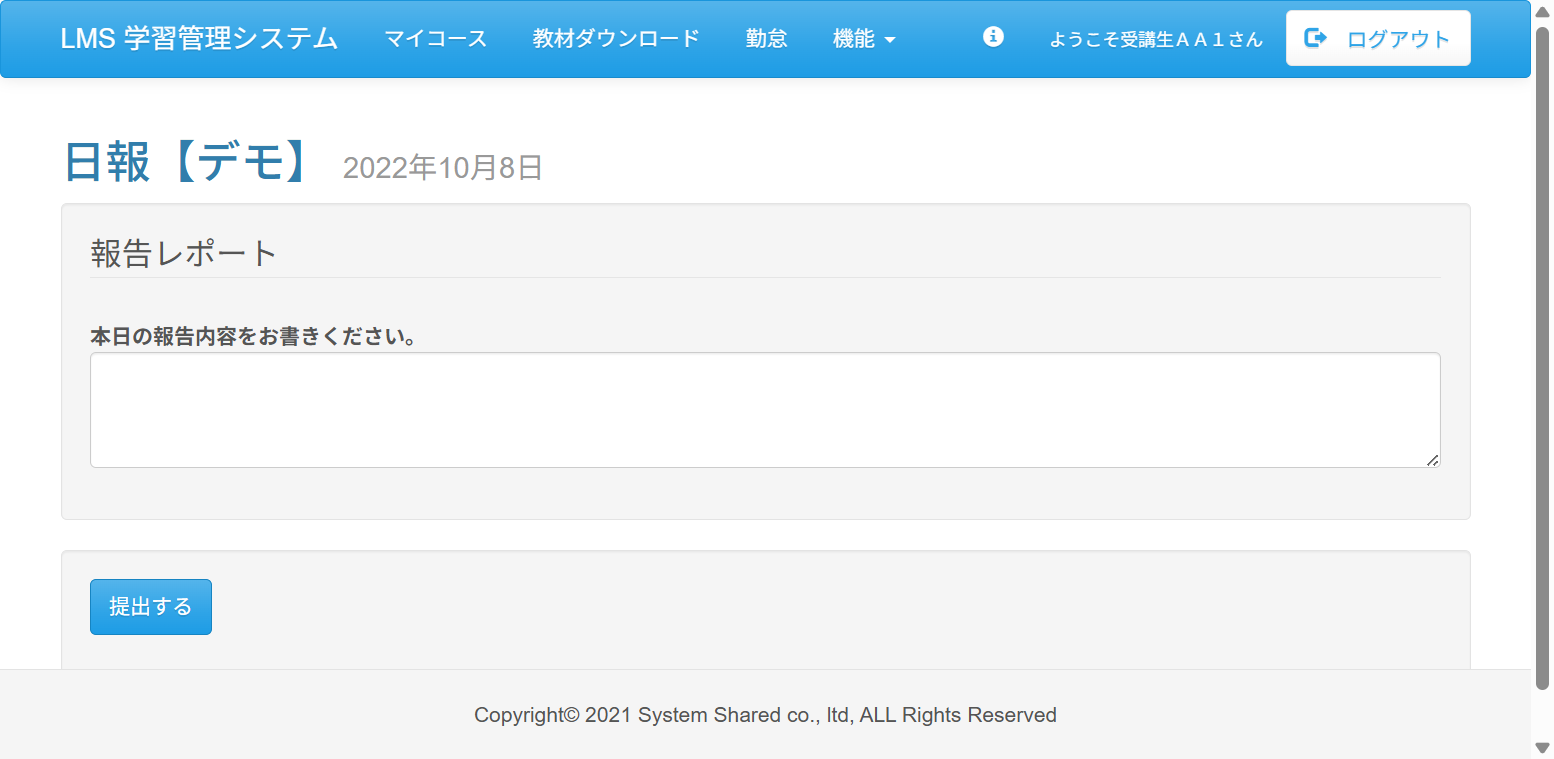 LMS 学習管理システム マイコース 教材ダウンロード 勤怠 機能 ようこそ受講生ＡＡ１さん ログアウト
日報【デモ】 2022年10月8日
報告レポート
本日の報告内容をお書きください。
提出する
Copyright© 2021 System Shared co., ltd, ALL Rights Reserved